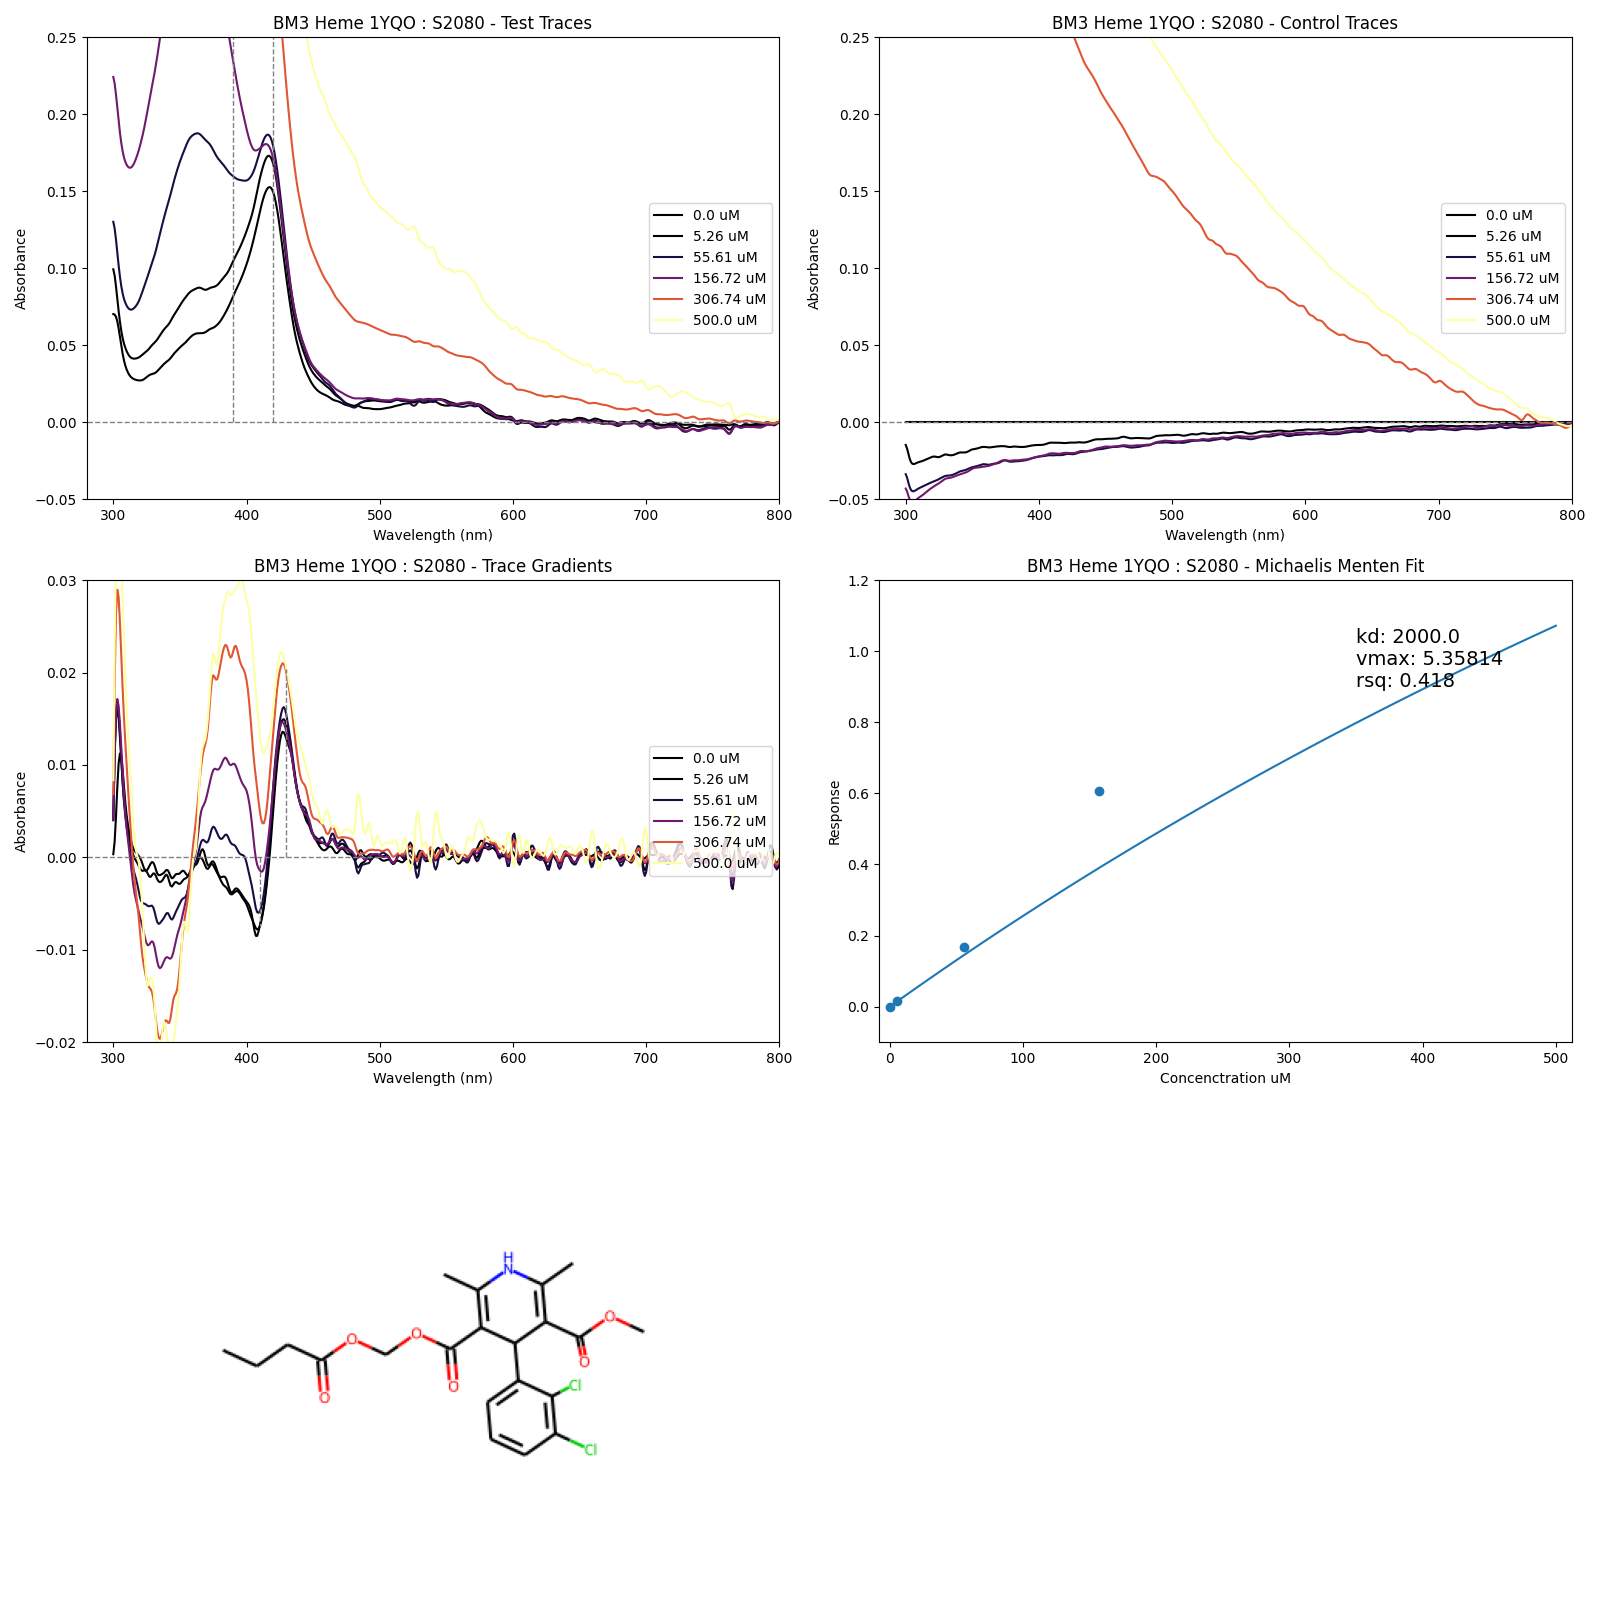 BM3 Heme 1YQO : S2080 - Test Traces
0.25
0.20
0.15
0.10
0.05
0.00
−0.05
Absorbance
300 400 500 600 700 800
Wavelength (nm)
0.0 uM
5.26 uM
55.61 uM
156.72 uM
306.74 uM
500.0 uM
BM3 Heme 1YQO : S2080 - Control Traces
0.25
0.20
0.15
0.10
0.05
0.00
−0.05
Absorbance
300 400 500 600 700 800
Wavelength (nm)
0.0 uM
5.26 uM
55.61 uM
156.72 uM
306.74 uM
500.0 uM
BM3 Heme 1YQO : S2080 - Trace Gradients
0.03
0.02
0.01
0.00
−0.01
−0.02
Absorbance
300 400 500 600 700 800
Wavelength (nm)
0.0 uM
5.26 uM
55.61 uM
156.72 uM
306.74 uM
500.0 uM
BM3 Heme 1YQO : S2080 - Michaelis Menten Fit
1.2
1.0
0.8
0.6
0.4
0.2
0.0
Response
0 100 200 300 400 500
Concenctration uM
kd: 2000.0
vmax: 5.35814
rsq: 0.418
H
N
O
O
O
O
O
O
Cl
Cl